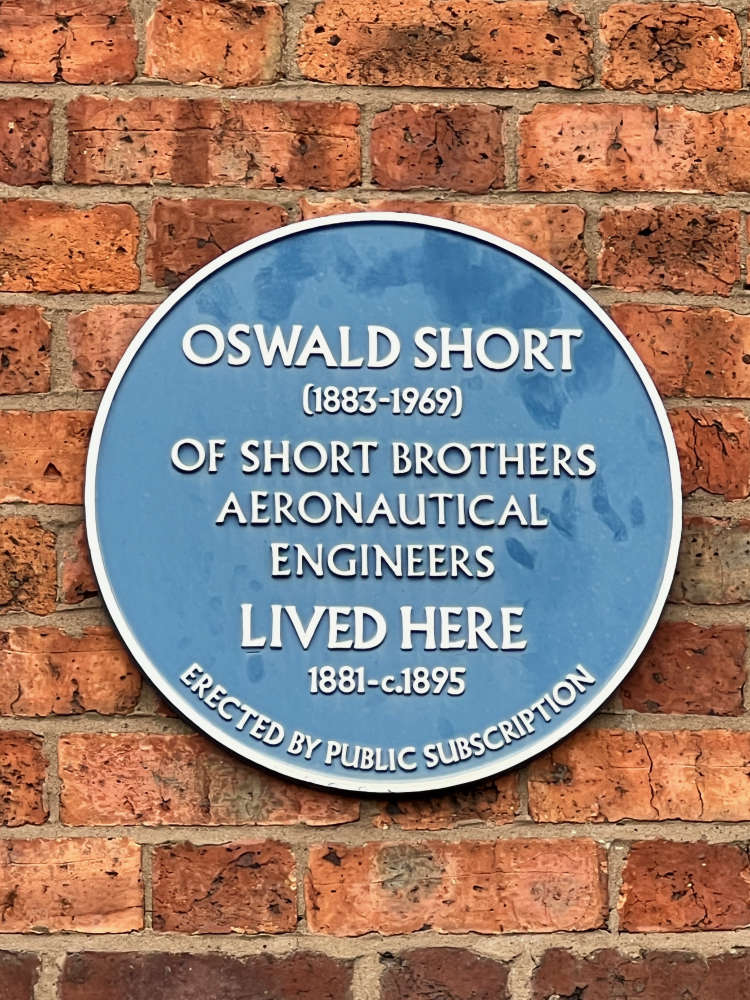 OSWALD SHORT
(1883-1969)
OF SHORT BROTHERS
AERONAUTICAL
ENGINEERS
LIVED HERE
1881-c.1895
ERECTED BY PUBLIC SUBSCRIPTION